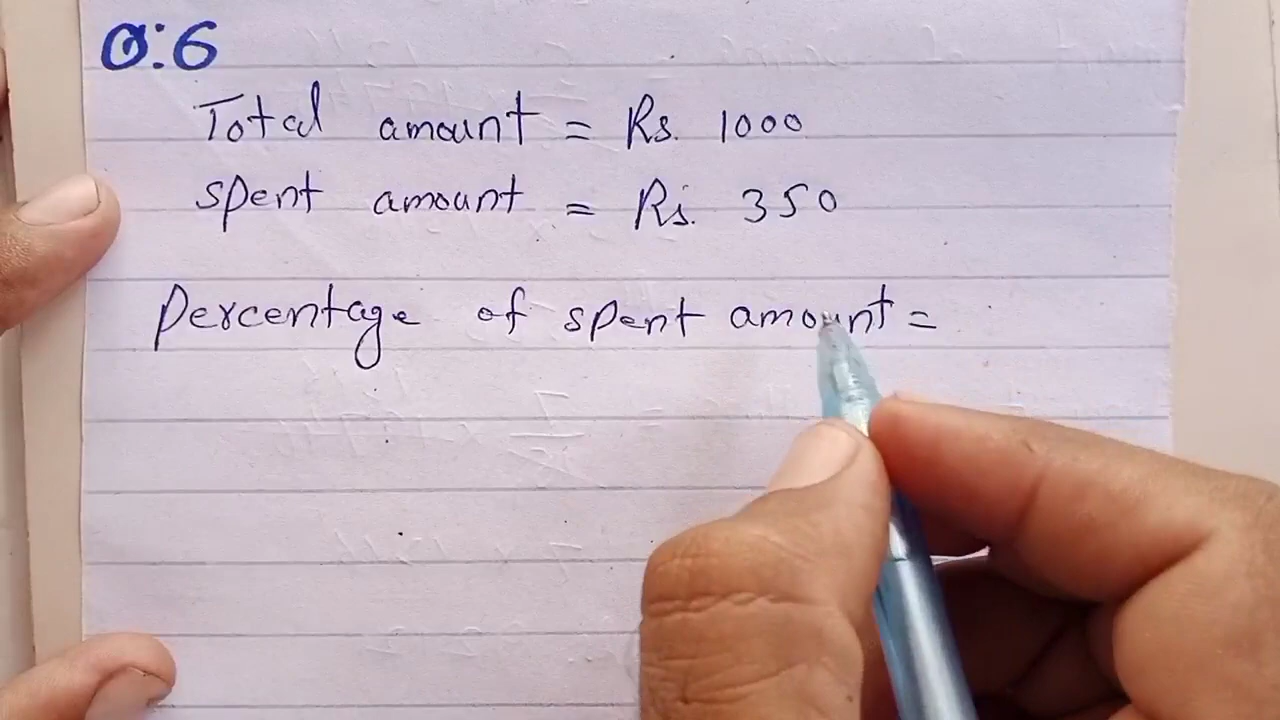 Q:6
Total amount = Rs. 1000
spent amount = Rs. 350
Percentage of spent amount =